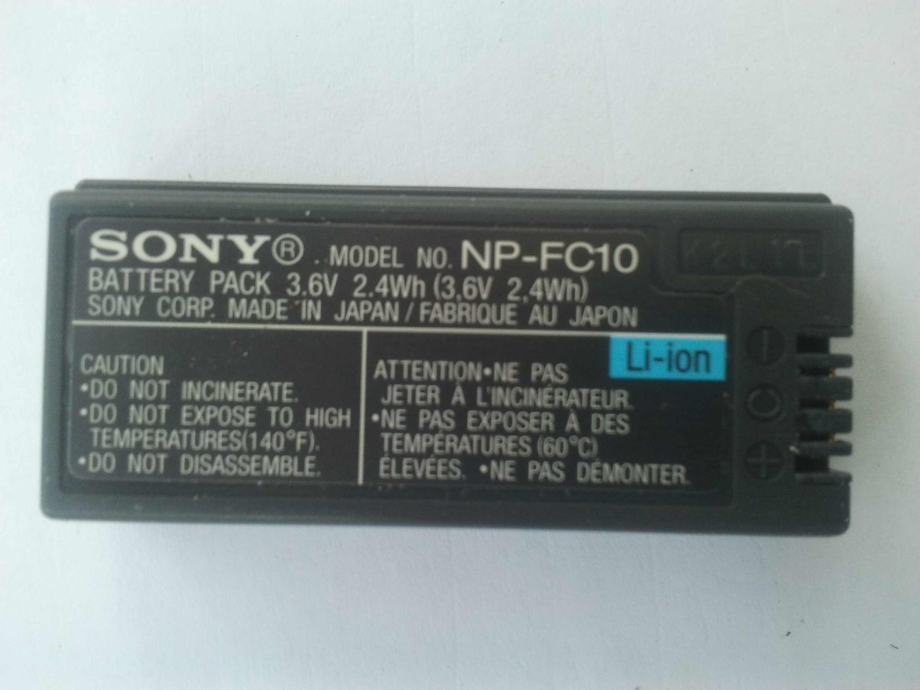 SONY® MODEL NO. NP-FC10
BATTERY PACK 3.6V 2.4Wh (3,6V 2,4Wh)
SONY CORP. MADE IN JAPAN / FABRIQUE AU JAPON
Li-ion
CAUTION
•DO NOT INCINERATE.
•DO NOT EXPOSE TO HIGH
TEMPERATURES(140°F).
•DO NOT DISASSEMBLE.
ATTENTION•NE PAS
JETER À L'INCINÉRATEUR.
•NE PAS EXPOSER À DES
TEMPÉRATURES (60°C)
ÉLEVÉES. •NE PAS DÉMONTER.